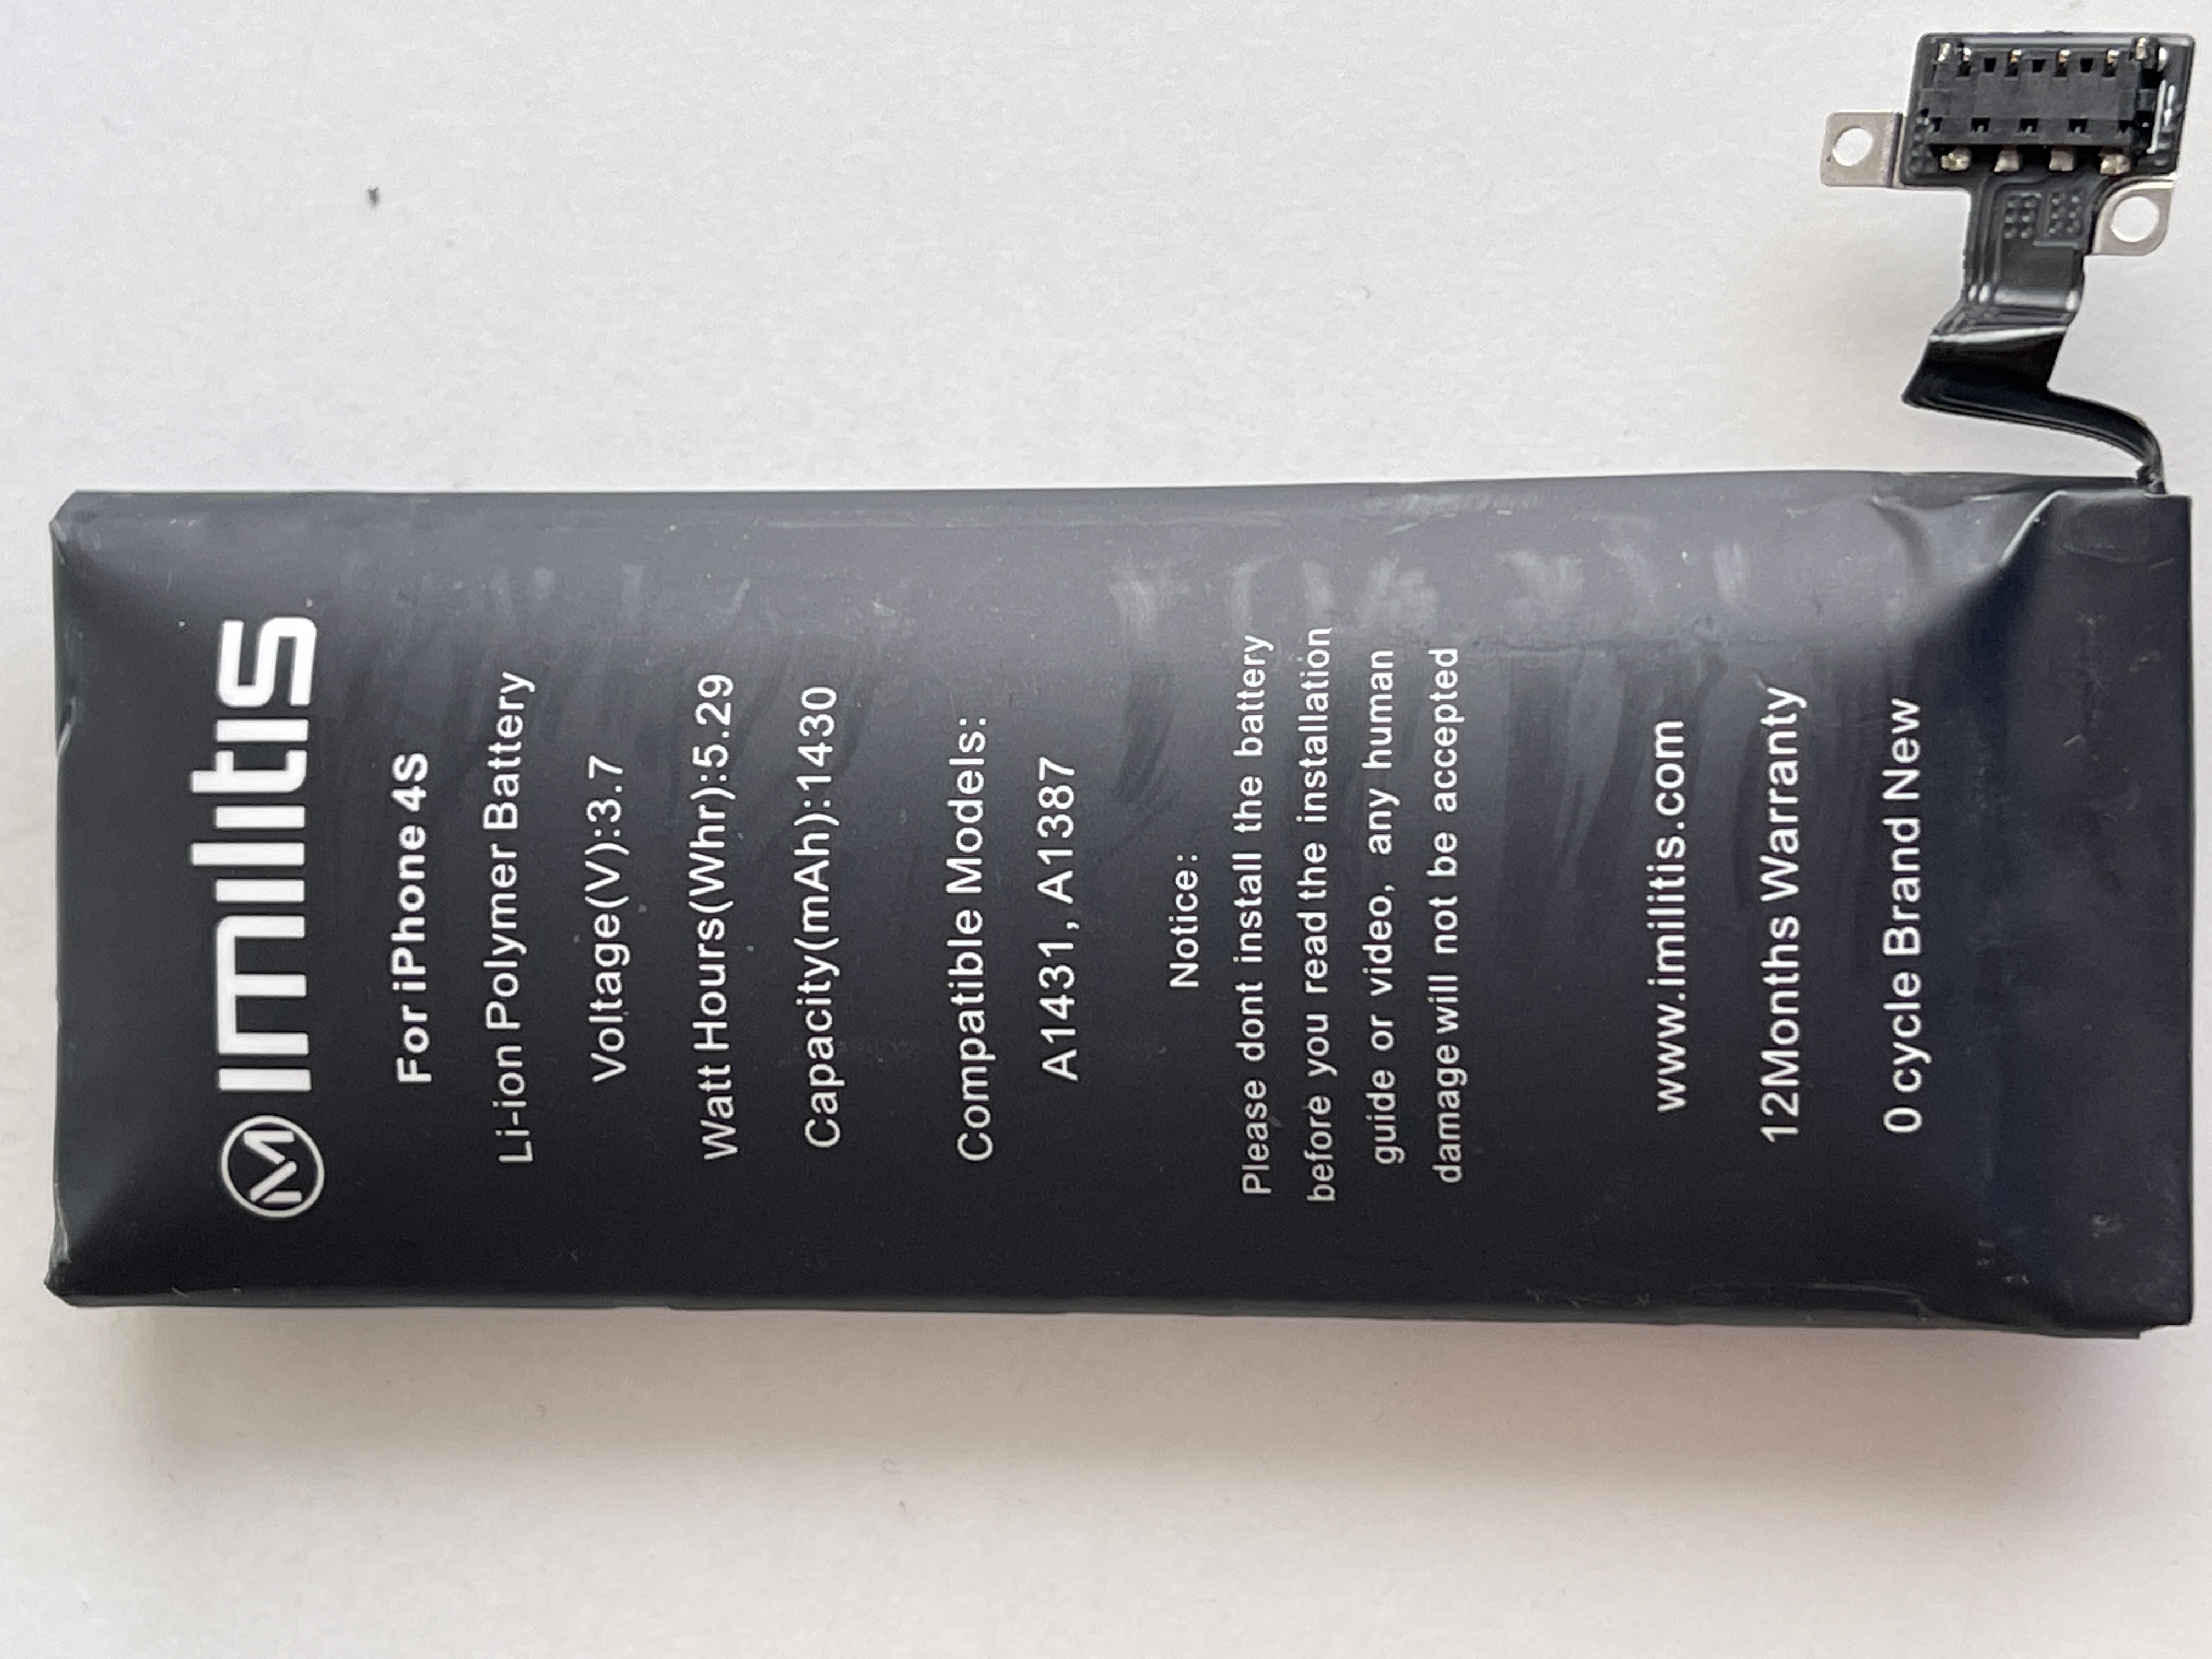 M imilitis
For iPhone 4S
Li-ion Polymer Battery
Voltage(V):3.7
Watt Hours(Whr):5.29
Capacity(mAh):1430
Compatible Models:
A1431, A1387
Notice:
Please dont install the battery
before you read the installation
guide or video, any human
damage will not be accepted
www.imilitis.com
12Months Warranty
0 cycle Brand New